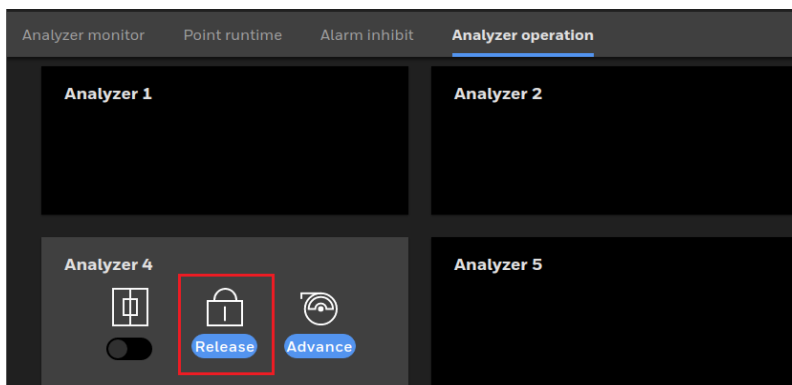 Analyzer monitor Point runtime Alarm inhibit Analyzer operation
Analyzer 1 Analyzer 2
Analyzer 4 Analyzer 5
Release Advance